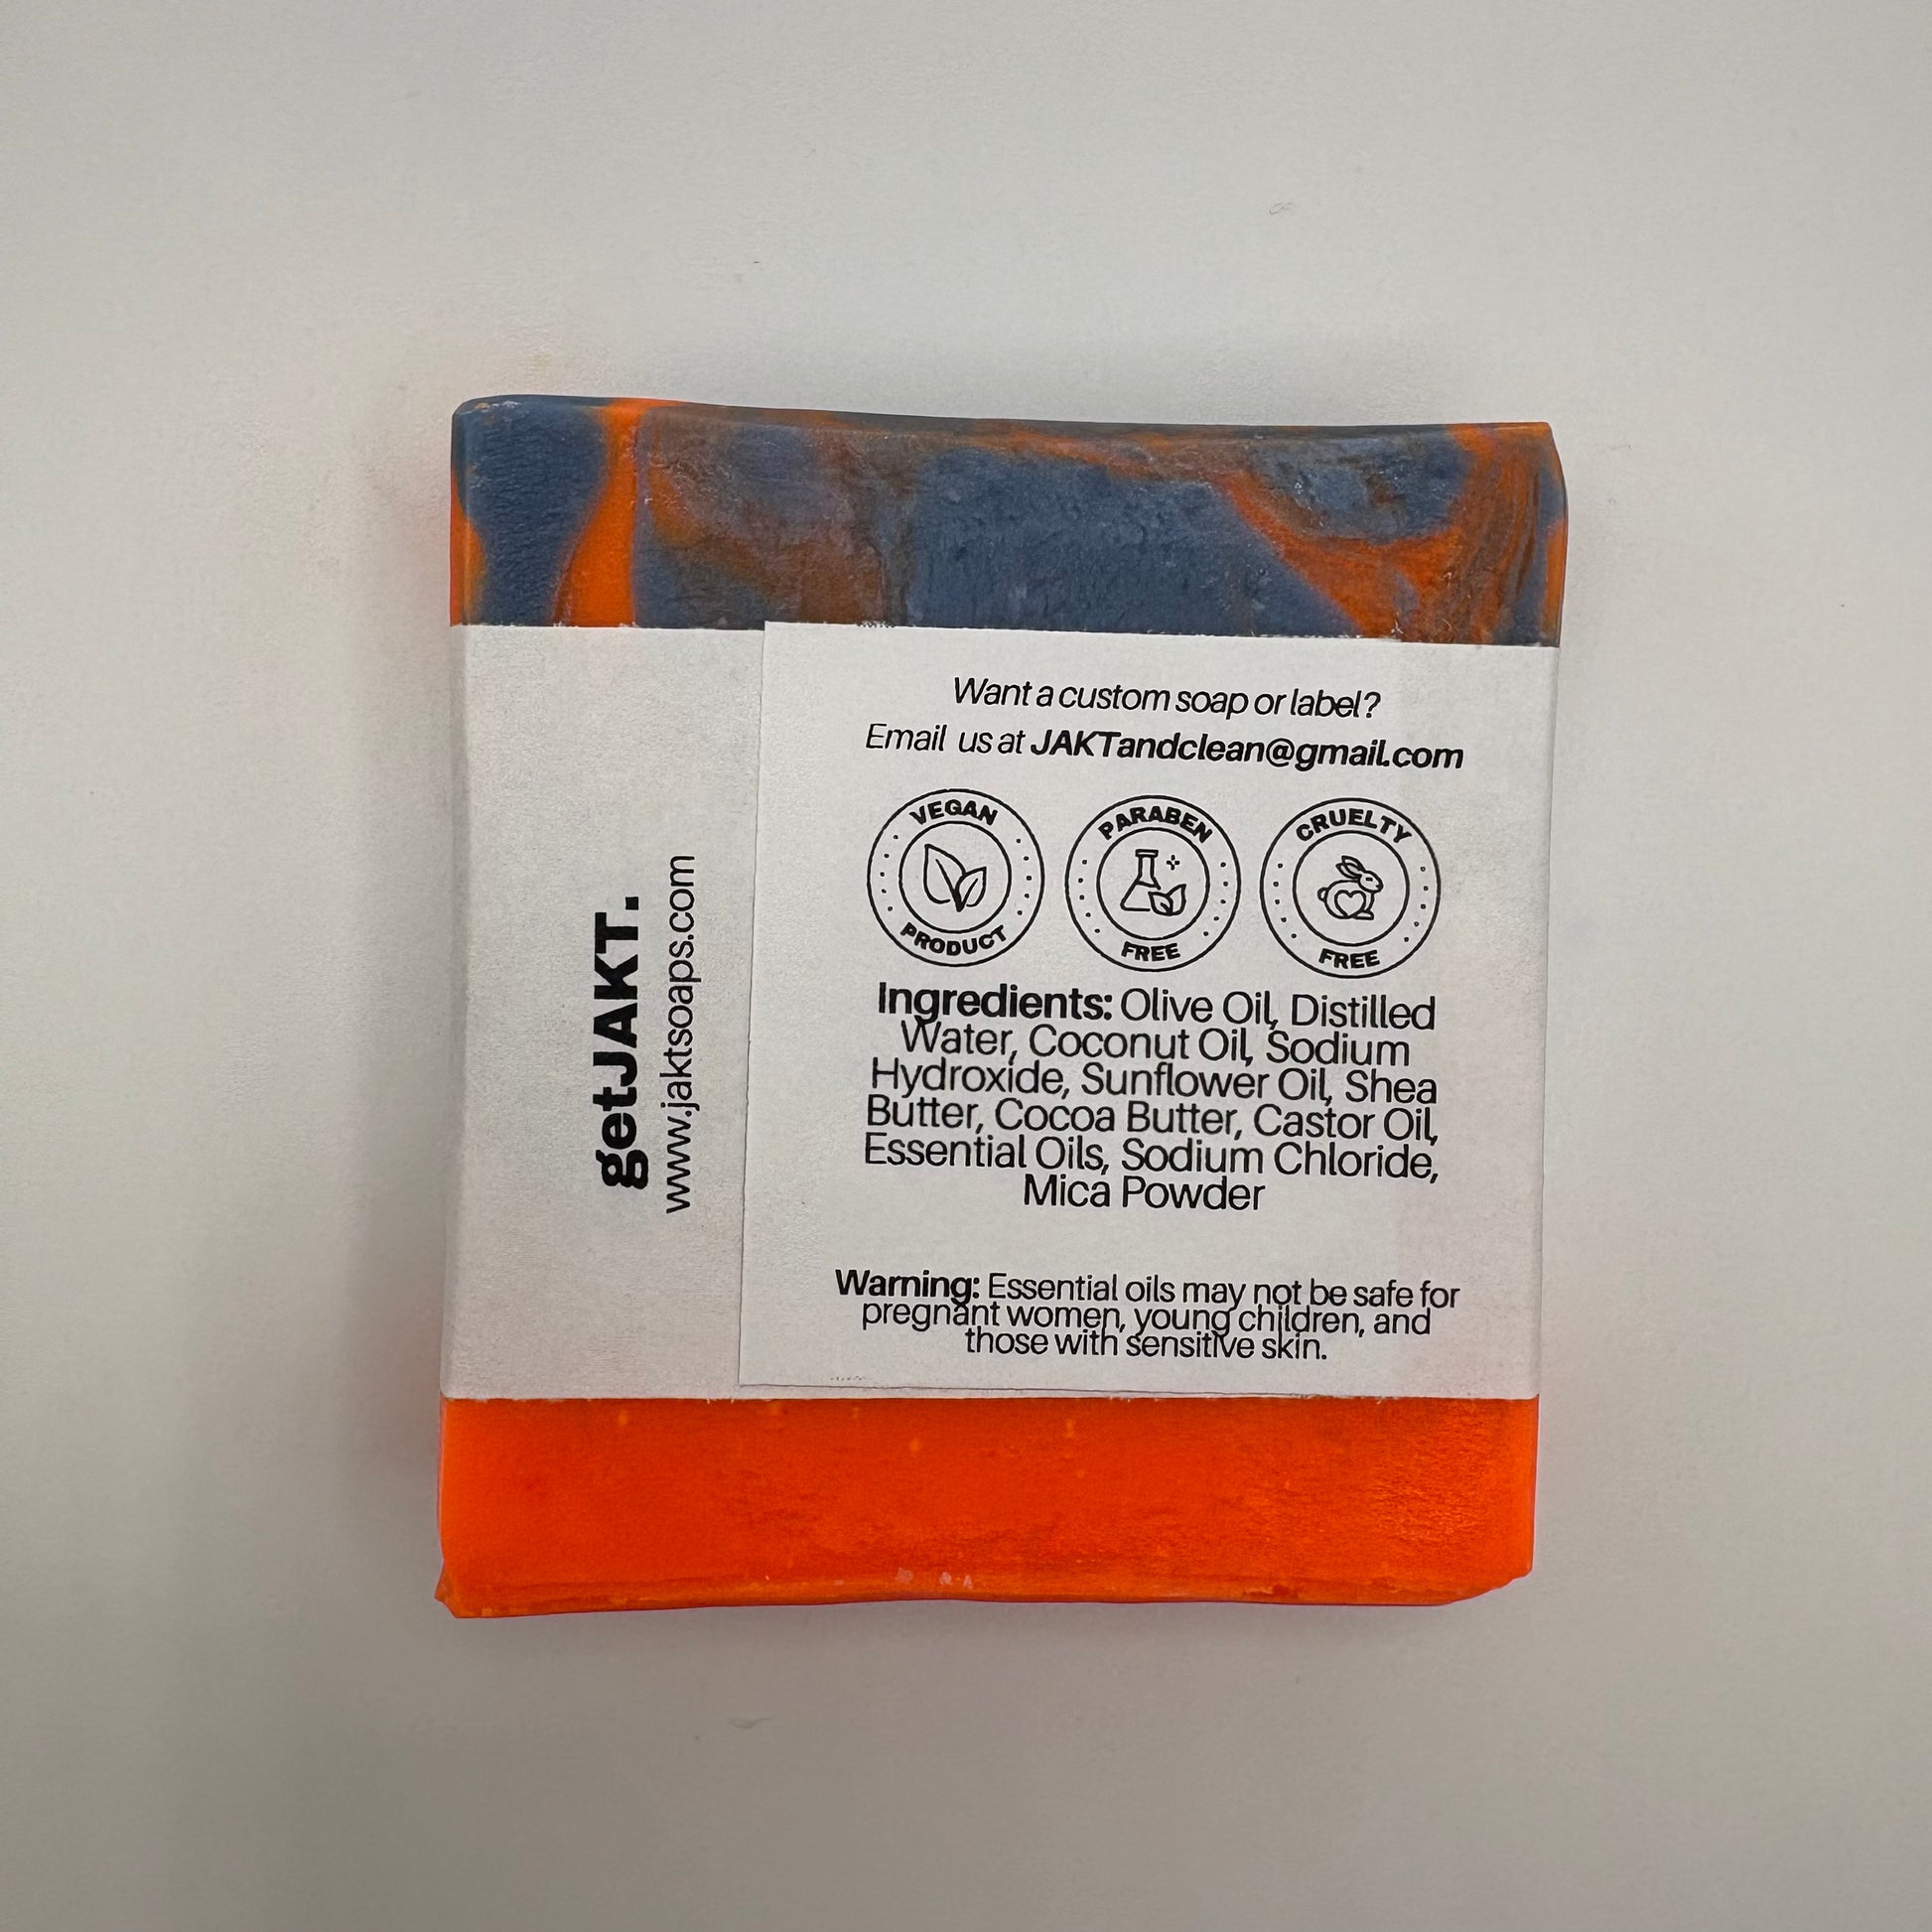 getJAKT.
www.jaktsoaps.com
Want a custom soap or label?
Email us at JAKTandclean@gmail.com
VEGAN
PRODUCT
PARABEN
FREE
CRUELTY
FREE
Ingredients: Olive Oil, Distilled
Water, Coconut Oil, Sodium
Hydroxide, Sunflower Oil, Shea
Butter, Cocoa Butter, Castor Oil,
Essential Oils, Sodium Chloride,
Mica Powder
Warning: Essential oils may not be safe for
pregnant women, young children, and
those with sensitive skin.